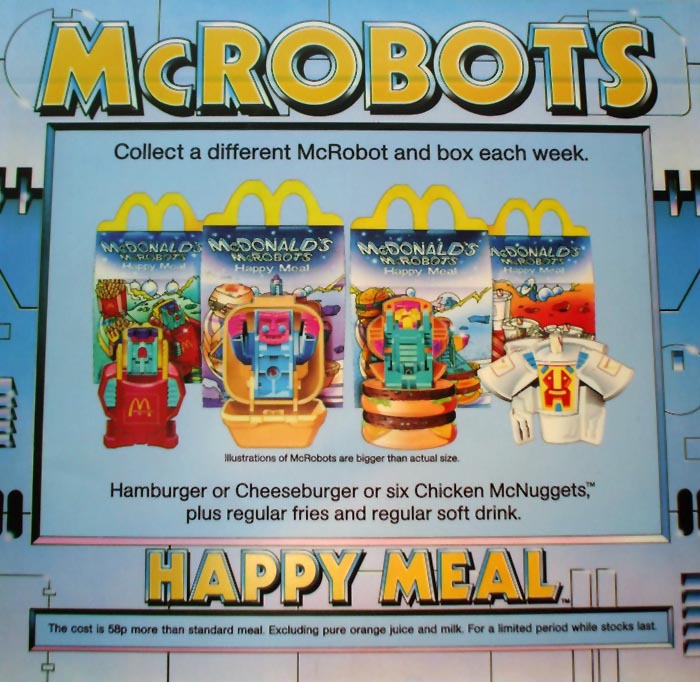 McROBOTS
Collect a different McRobot and box each week.
McDONALD'S McDONALD'S McDONALD'S McDONALD'S
McROBOTS McROBOTS McROBOTS McROBOTS
Happy Meal Happy Meal Happy Meal Happy Meal
Illustrations of McRobots are bigger than actual size.
Hamburger or Cheeseburger or six Chicken McNuggets,™
plus regular fries and regular soft drink.
HAPPY MEAL™
The cost is 58p more than standard meal. Excluding pure orange juice and milk. For a limited period while stocks last.